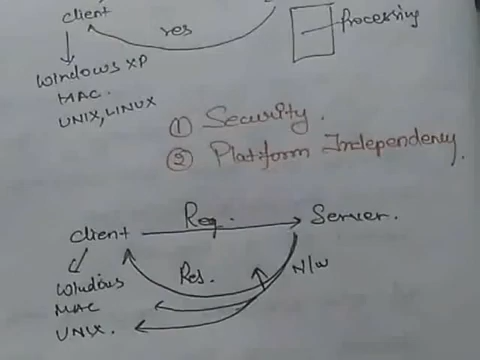 client
res
Processing
Windows XP
MAC.
UNIX, LINUX
① Security.
② Platform Independency.
Client
Req.
Server.
Res.
N/w
Windows
MAC
UNIX.